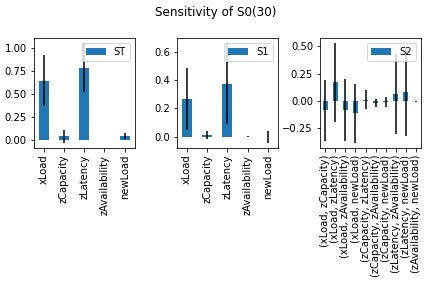 Sensitivity of S0(30)
ST
1.00
0.75
0.50
0.25
0.00
xLoad
zCapacity
zLatency
zAvailability
newLoad
S1
0.6
0.4
0.2
0.0
xLoad
zCapacity
zLatency
zAvailability
newLoad
S2
0.50
0.25
0.00
−0.25
(xLoad, zCapacity)
(xLoad, zLatency)
(xLoad, zAvailability)
(xLoad, newLoad)
(zCapacity, zLatency)
(zCapacity, zAvailability)
(zCapacity, newLoad)
(zLatency, zAvailability)
(zLatency, newLoad)
(zAvailability, newLoad)